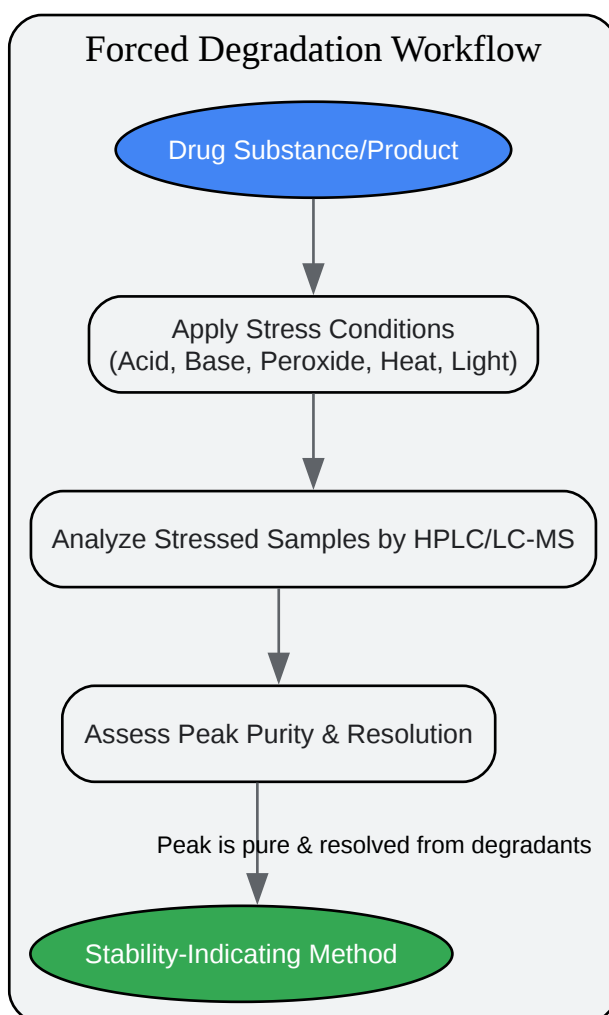 Forced Degradation Workflow
Drug Substance/Product
Apply Stress Conditions
(Acid, Base, Peroxide, Heat, Light)
Analyze Stressed Samples by HPLC/LC-MS
Assess Peak Purity & Resolution
Peak is pure & resolved from degradants
Stability-Indicating Method